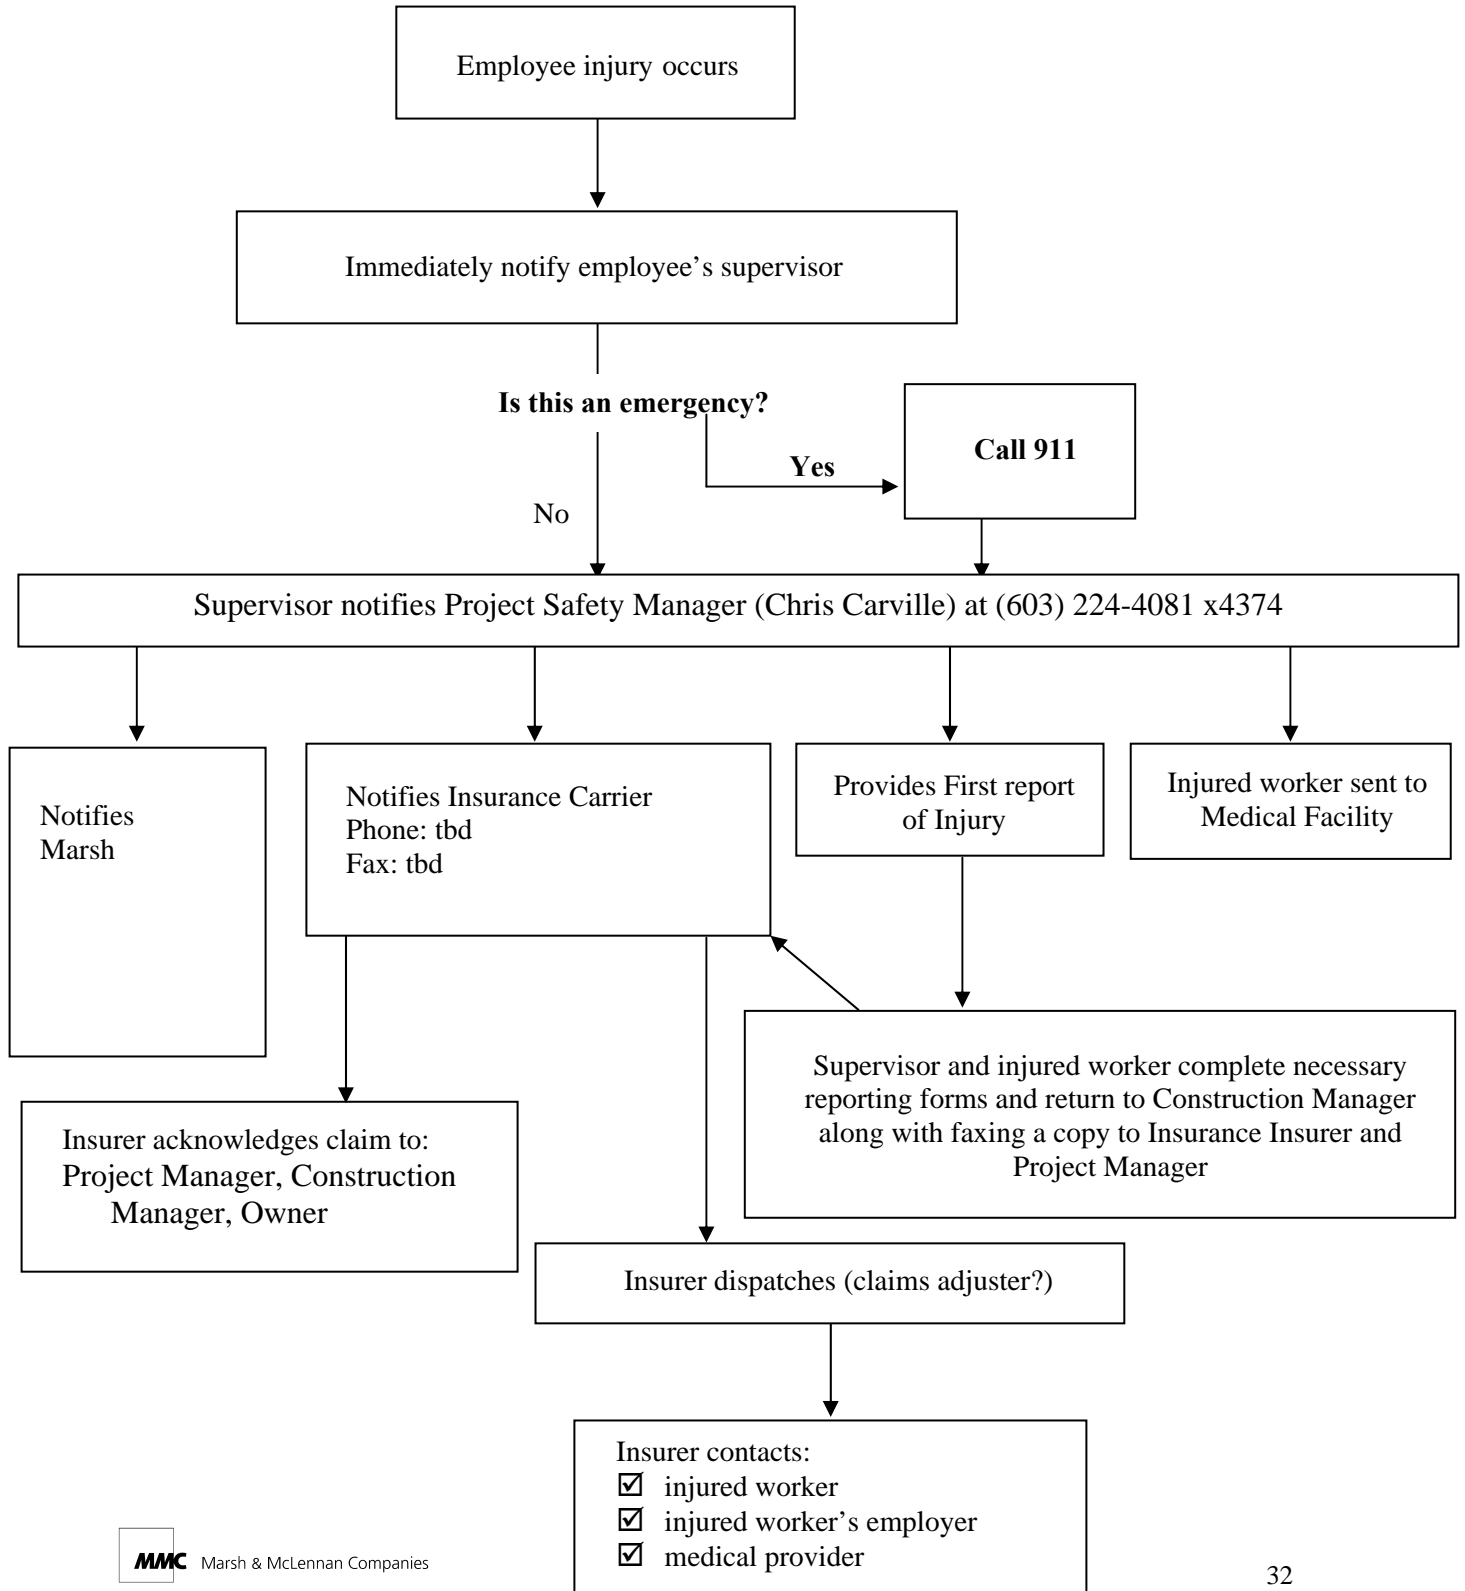 Employee injury occurs
Immediately notify employee’s supervisor
Is this an emergency?
Call 911
Yes
No
Supervisor notifies Project Safety Manager (Chris Carville) at (603) 224-4081 x4374
Notifies
Marsh
Notifies Insurance Carrier
Phone: tbd
Fax: tbd
Provides First report
of Injury
Injured worker sent to
Medical Facility
Supervisor and injured worker complete necessary
reporting forms and return to Construction Manager
along with faxing a copy to Insurance Insurer and
Project Manager
Insurer acknowledges claim to:
Project Manager, Construction
Manager, Owner
Insurer dispatches (claims adjuster?)
Insurer contacts:
☑ injured worker
☑ injured worker’s employer
☑ medical provider
MMC Marsh & McLennan Companies
32